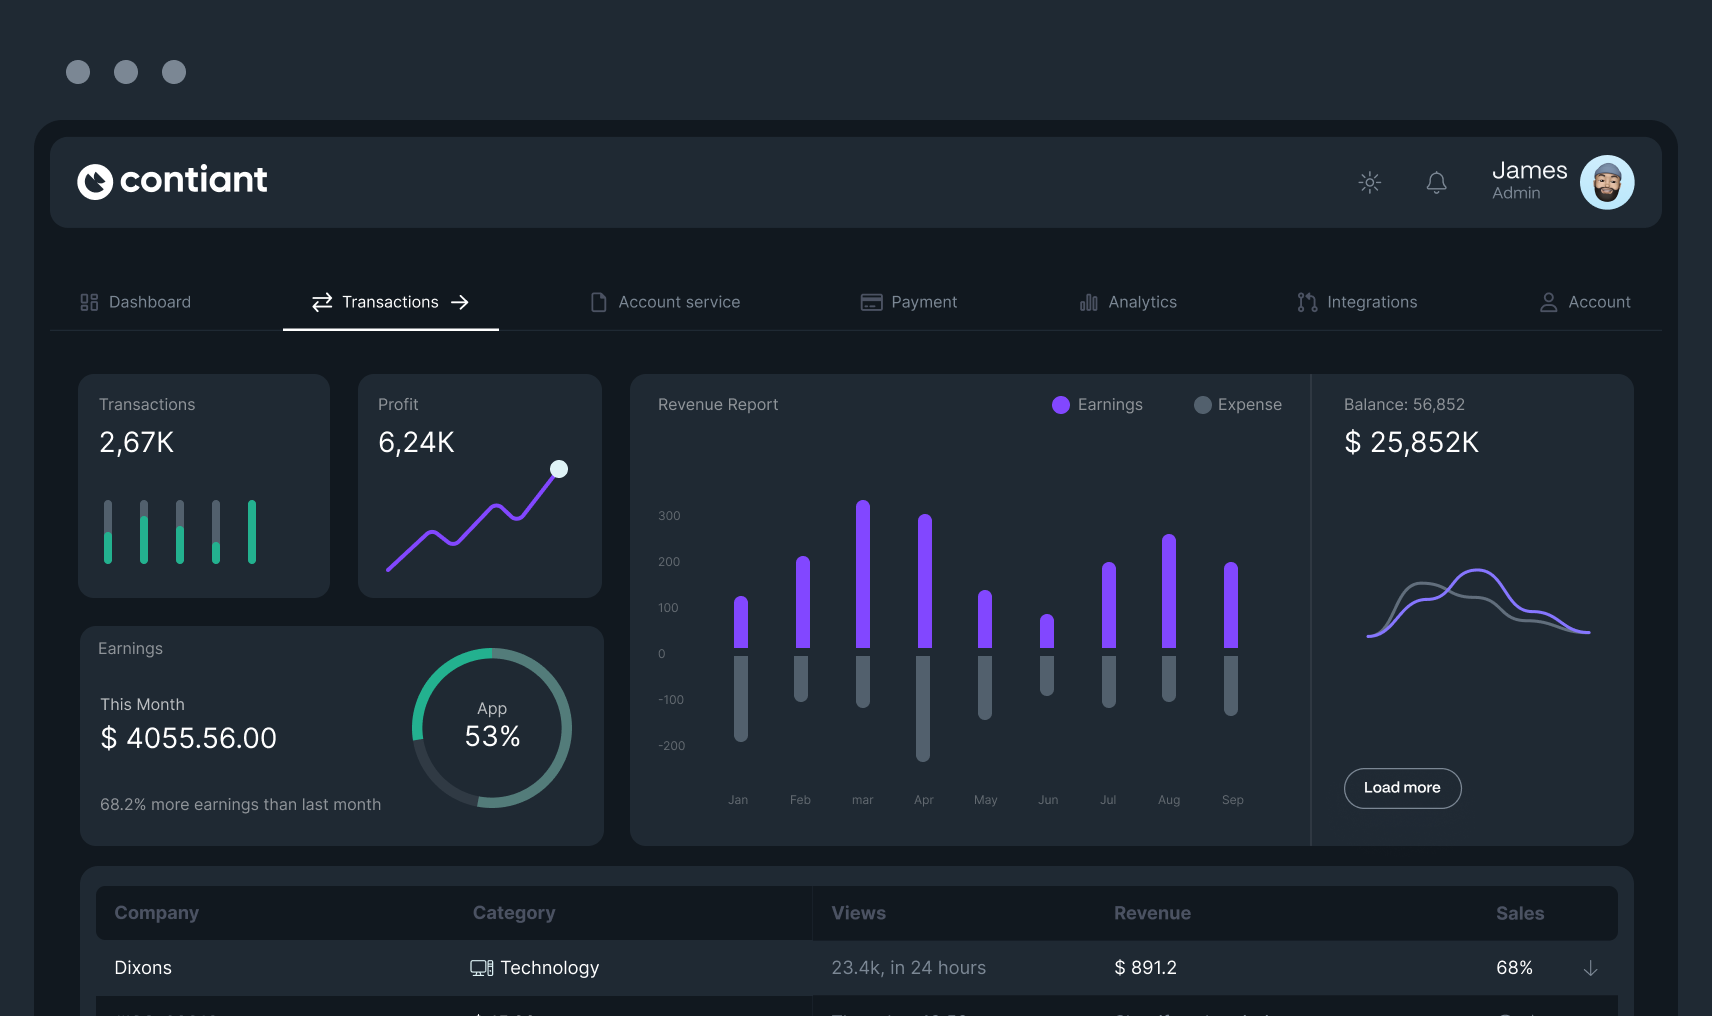 contiant
James
Admin
Dashboard
Transactions
Account service
Payment
Analytics
Integrations
Account
Transactions
2,67K
Profit
6,24K
Revenue Report
Earnings
Expense
300
200
100
0
-100
-200
Jan Feb mar Apr May Jun Jul Aug Sep
Balance: 56,852
$ 25,852K
Load more
Earnings
This Month
$ 4055.56.00
68.2% more earnings than last month
App
53%
Company Category Views Revenue Sales
Dixons Technology 23.4k, in 24 hours $ 891.2 68%